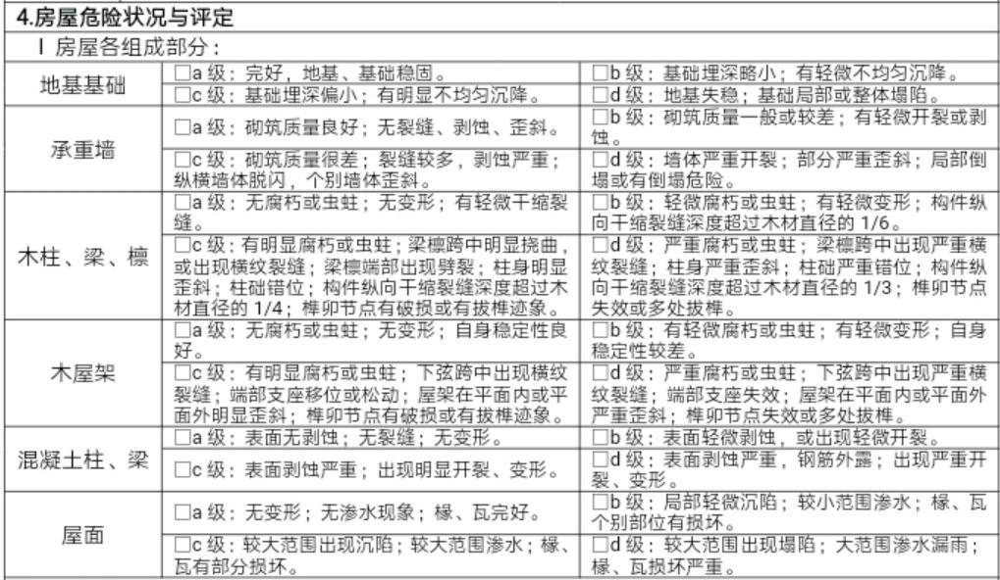 4.房屋危险状况与评定
Ⅰ 房屋各组成部分：
地基基础
□a 级：完好，地基、基础稳固。
□b 级：基础埋深略小；有轻微不均匀沉降。
□c 级：基础埋深偏小；有明显不均匀沉降。
□d 级：地基失稳；基础局部或整体塌陷。
承重墙
□a 级：砌筑质量良好；无裂缝、剥蚀、歪斜。
□b 级：砌筑质量一般或较差；有轻微开裂或剥
蚀。
□c 级：砌筑质量很差；裂缝较多，剥蚀严重；
纵横墙体脱闪，个别墙体歪斜。
□d 级：墙体严重开裂；部分严重歪斜；局部倒
塌或有倒塌危险。
木柱、梁、檩
□a 级：无腐朽或虫蛀；无变形；有轻微干缩裂
缝。
□b 级：轻微腐朽或虫蛀；有轻微变形；构件纵
向干缩裂缝深度超过木材直径的 1/6。
□c 级：有明显腐朽或虫蛀；梁檩跨中明显挠曲，
或出现横纹裂缝；梁檩端部出现劈裂；柱身明显
歪斜；柱础错位；构件纵向干缩裂缝深度超过木
材直径的 1/4；榫卯节点有破损或有拔榫迹象。
□d 级：严重腐朽或虫蛀；梁檩跨中出现严重横
纹裂缝；柱身严重歪斜；柱础严重错位；构件纵
向干缩裂缝深度超过木材直径的 1/3；榫卯节点
失效或多处拔榫。
木屋架
□a 级：无腐朽或虫蛀；无变形；自身稳定性良
好。
□b 级：有轻微腐朽或虫蛀；有轻微变形；自身
稳定性较差。
□c 级：有明显腐朽或虫蛀；下弦跨中出现横纹
裂缝；端部支座移位或松动；屋架在平面内或平
面外明显歪斜；榫卯节点有破损或有拔榫迹象。
□d 级：严重腐朽或虫蛀；下弦跨中出现严重横
纹裂缝；端部支座失效；屋架在平面内或平面外
严重歪斜；榫卯节点失效或多处拔榫。
混凝土柱、梁
□a 级：表面无剥蚀；无裂缝；无变形。
□b 级：表面轻微剥蚀，或出现轻微开裂。
□c 级：表面剥蚀严重；出现明显开裂、变形。
□d 级：表面剥蚀严重，钢筋外露；出现严重开
裂、变形。
屋面
□a 级：无变形；无渗水现象；椽、瓦完好。
□b 级：局部轻微沉陷；较小范围渗水；椽、瓦
个别部位有损坏。
□c 级：较大范围出现沉陷；较大范围渗水；椽、
瓦有部分损坏。
□d 级：较大范围出现塌陷；大范围渗水漏雨；
椽、瓦损坏严重。